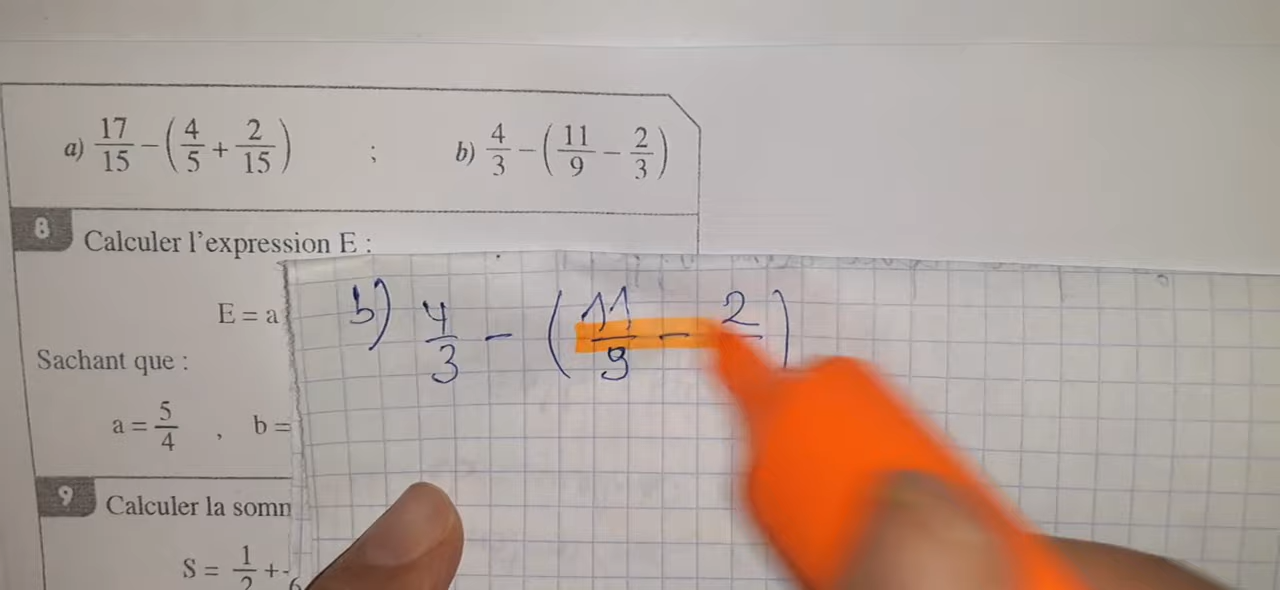 a) 17/15 - (4/5 + 2/15) ; b) 4/3 - (11/9 - 2/3)
8 Calculer l'expression E :
E = a
Sachant que :
a = 5/4 , b =
9 Calculer la
S = 1/2 +
b) 4/3 - (11/9 - 2